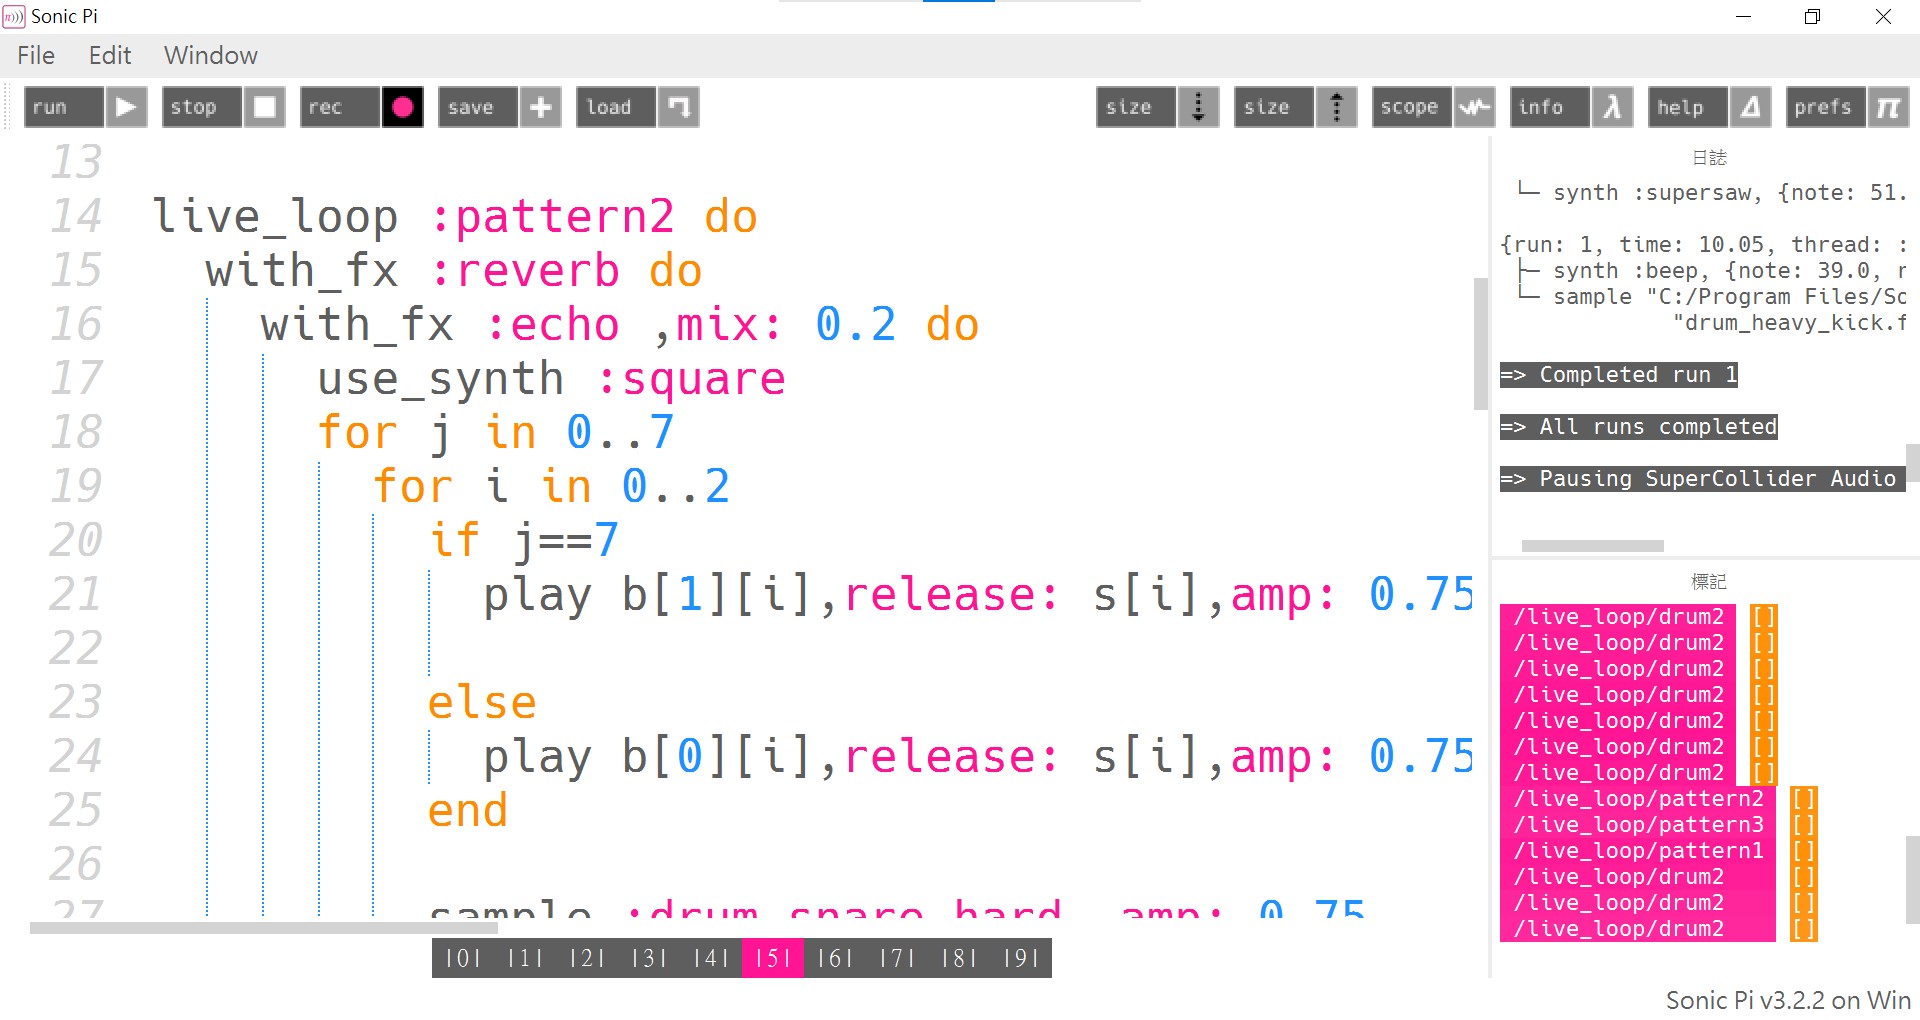 Sonic Pi
File Edit Window
run stop rec save load size size scope info help prefs
13
14 live_loop :pattern2 do
15 with_fx :reverb do
16 with_fx :echo ,mix: 0.2 do
17 use_synth :square
18 for j in 0..7
19 for i in 0..2
20 if j==7
21 play b[1][i],release: s[i],amp: 0.75
22
23 else
24 play b[0][i],release: s[i],amp: 0.75
25 end
26
27 sample :drum_snare_hard, amp: 0.75
|0| |1| |2| |3| |4| |5| |6| |7| |8| |9|
日誌
└─ synth :supersaw, {note: 51.
{run: 1, time: 10.05, thread: :
├─ synth :beep, {note: 39.0, r
└─ sample "C:/Program Files/So
"drum_heavy_kick.f
=> Completed run 1
=> All runs completed
=> Pausing SuperCollider Audio
標記
/live_loop/drum2 []
/live_loop/drum2 []
/live_loop/drum2 []
/live_loop/drum2 []
/live_loop/drum2 []
/live_loop/drum2 []
/live_loop/drum2 []
/live_loop/pattern2 []
/live_loop/pattern3 []
/live_loop/pattern1 []
/live_loop/drum2 []
/live_loop/drum2 []
/live_loop/drum2 []
Sonic Pi v3.2.2 on Win